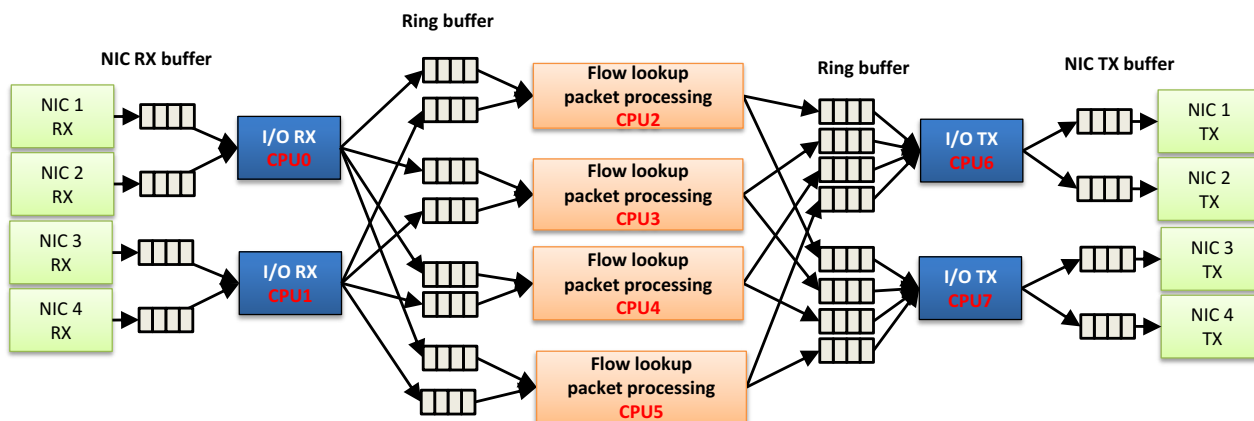 Ring buffer
NIC RX buffer
Ring buffer
NIC TX buffer
NIC 1
RX
NIC 2
RX
NIC 3
RX
NIC 4
RX
I/O RX
CPU0
I/O RX
CPU1
Flow lookup
packet processing
CPU2
Flow lookup
packet processing
CPU3
Flow lookup
packet processing
CPU4
Flow lookup
packet processing
CPU5
I/O TX
CPU6
I/O TX
CPU7
NIC 1
TX
NIC 2
TX
NIC 3
TX
NIC 4
TX